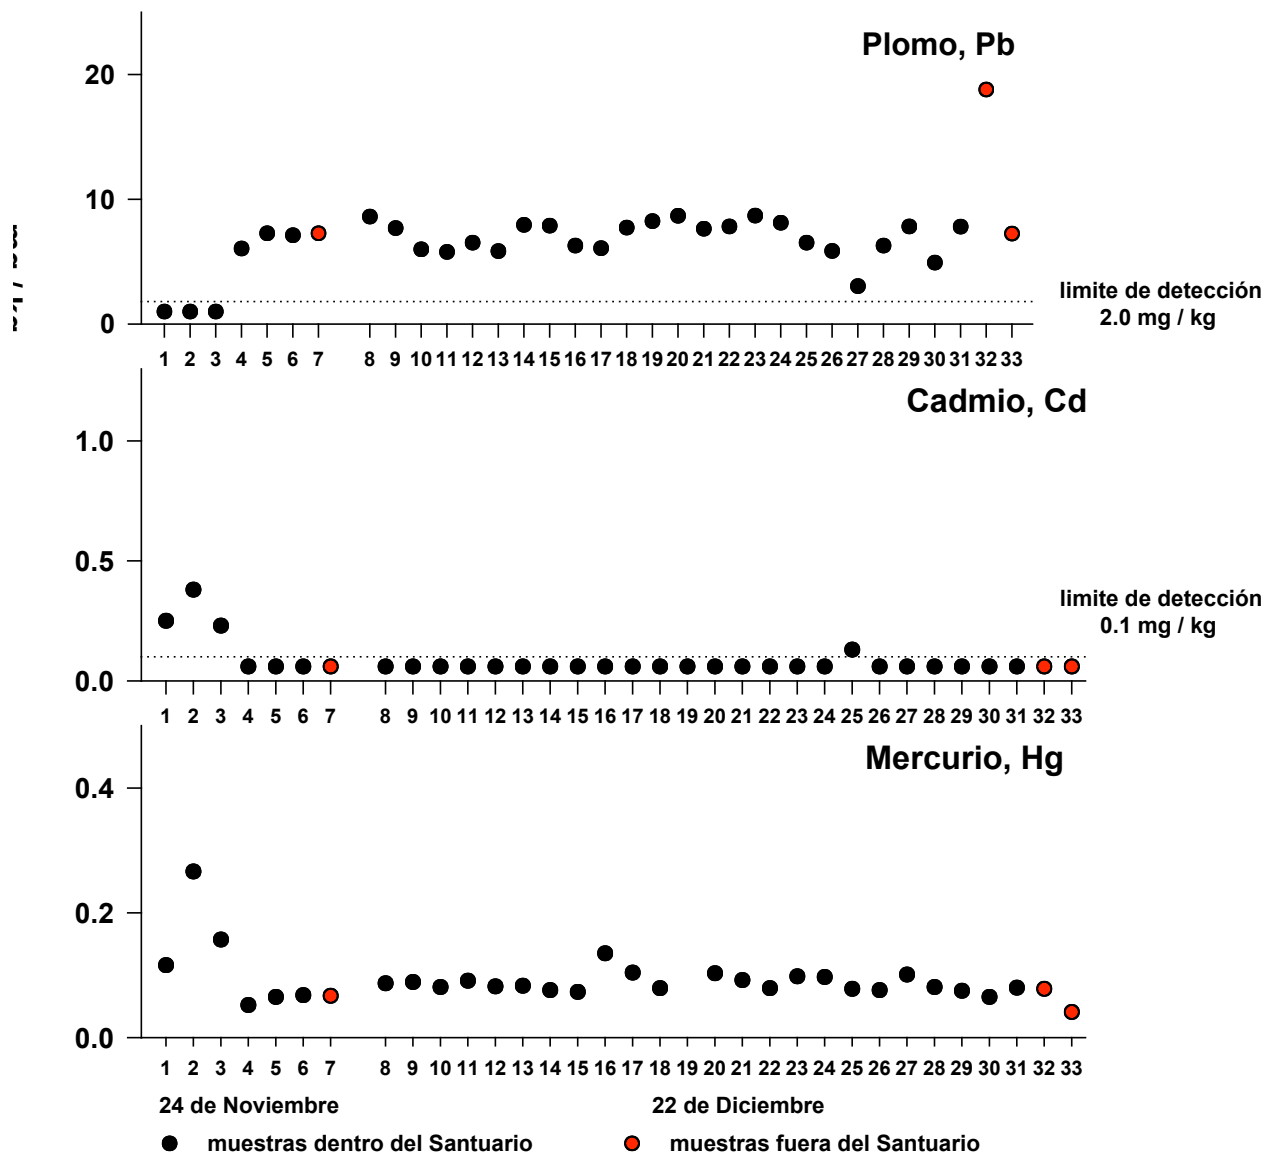 Plomo, Pb
20
10
0
limite de detección
2.0 mg / kg
1 2 3 4 5 6 7 8 9 10 11 12 13 14 15 16 17 18 19 20 21 22 23 24 25 26 27 28 29 30 31 32 33
Cadmio, Cd
1.0
0.5
0.0
limite de detección
0.1 mg / kg
1 2 3 4 5 6 7 8 9 10 11 12 13 14 15 16 17 18 19 20 21 22 23 24 25 26 27 28 29 30 31 32 33
Mercurio, Hg
0.4
0.2
0.0
1 2 3 4 5 6 7 8 9 10 11 12 13 14 15 16 17 18 19 20 21 22 23 24 25 26 27 28 29 30 31 32 33
24 de Noviembre 22 de Diciembre
muestras dentro del Santuario muestras fuera del Santuario